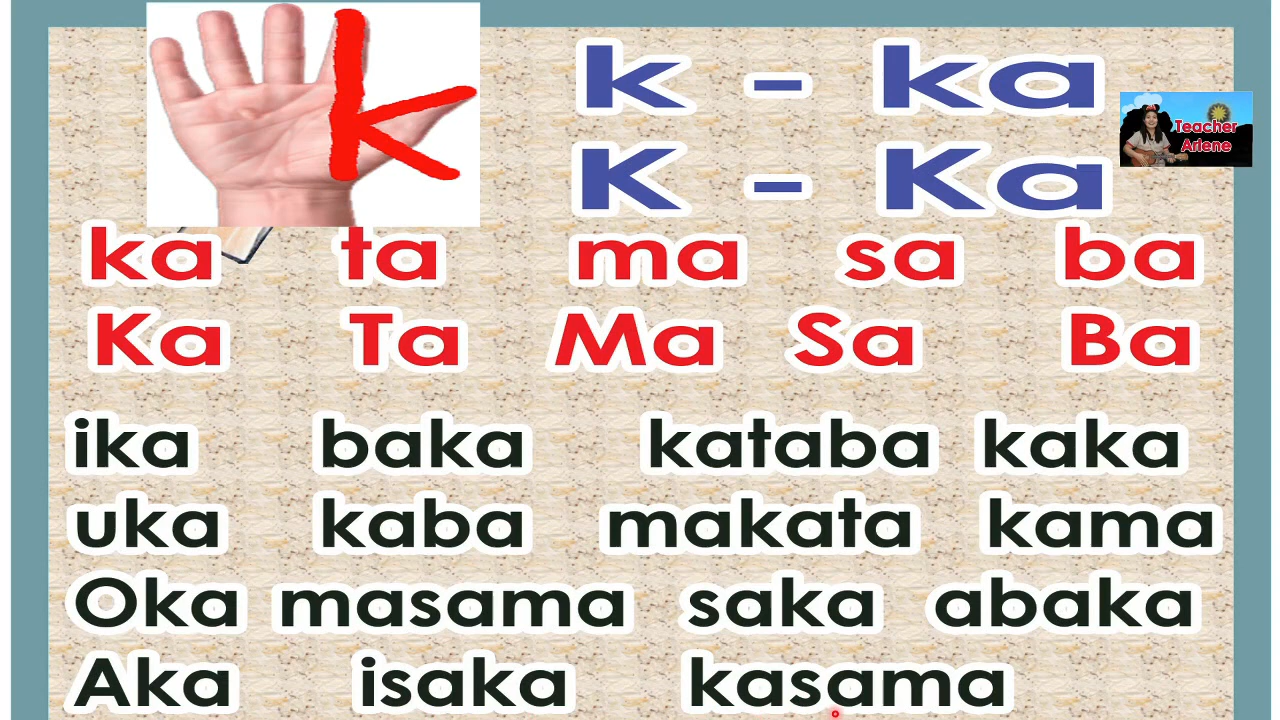 k
k - ka
Teacher
Arlene
K - Ka
ka ta ma sa ba
Ka Ta Ma Sa Ba
ika baka kataba kaka
uka kaba makata kama
Oka masama saka abaka
Aka isaka kasama